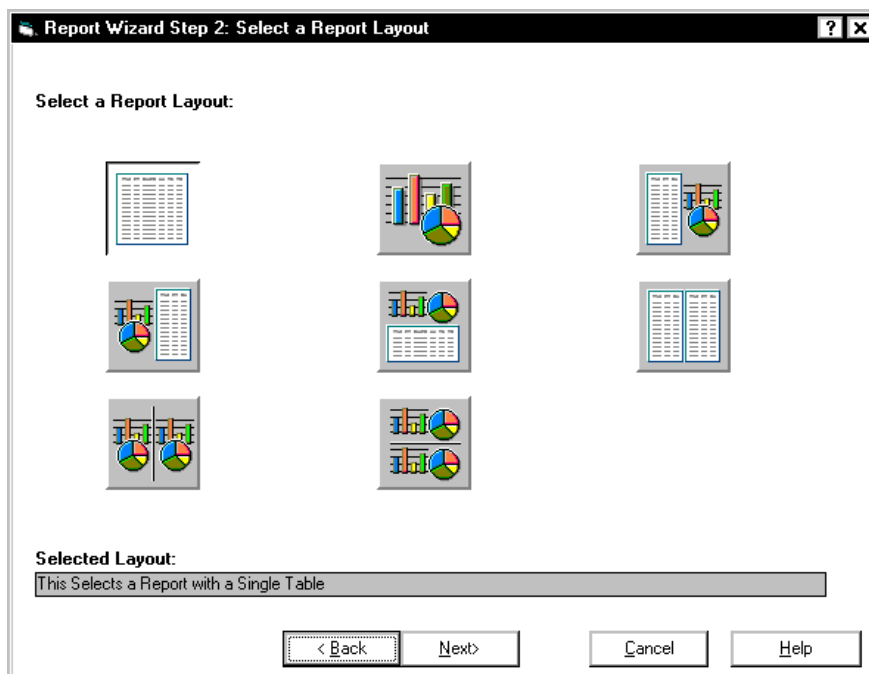 Report Wizard Step 2: Select a Report Layout
Select a Report Layout:
Selected Layout:
This Selects a Report with a Single Table
< Back Next> Cancel Help